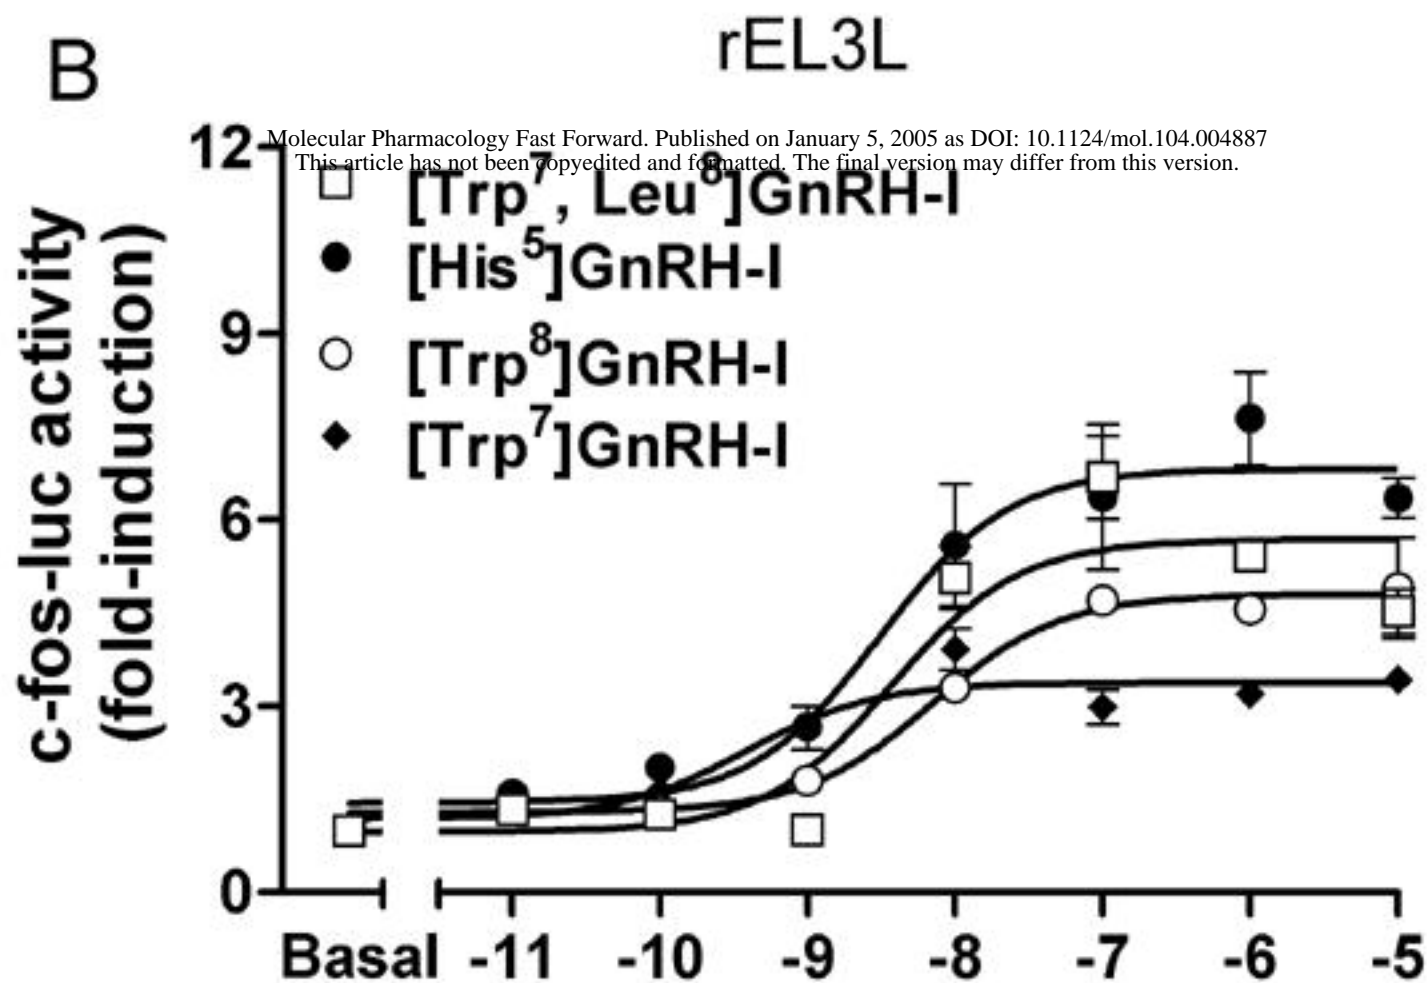 B
rEL3L
Molecular Pharmacology Fast Forward. Published on January 5, 2005 as DOI: 10.1124/mol.104.004887
This article has not been copyedited and formatted. The final version may differ from this version.
[Trp7, Leu8]GnRH-I
[His5]GnRH-I
[Trp8]GnRH-I
[Trp7]GnRH-I
c-fos-luc activity
(fold-induction)
12
9
6
3
0
Basal -11 -10 -9 -8 -7 -6 -5